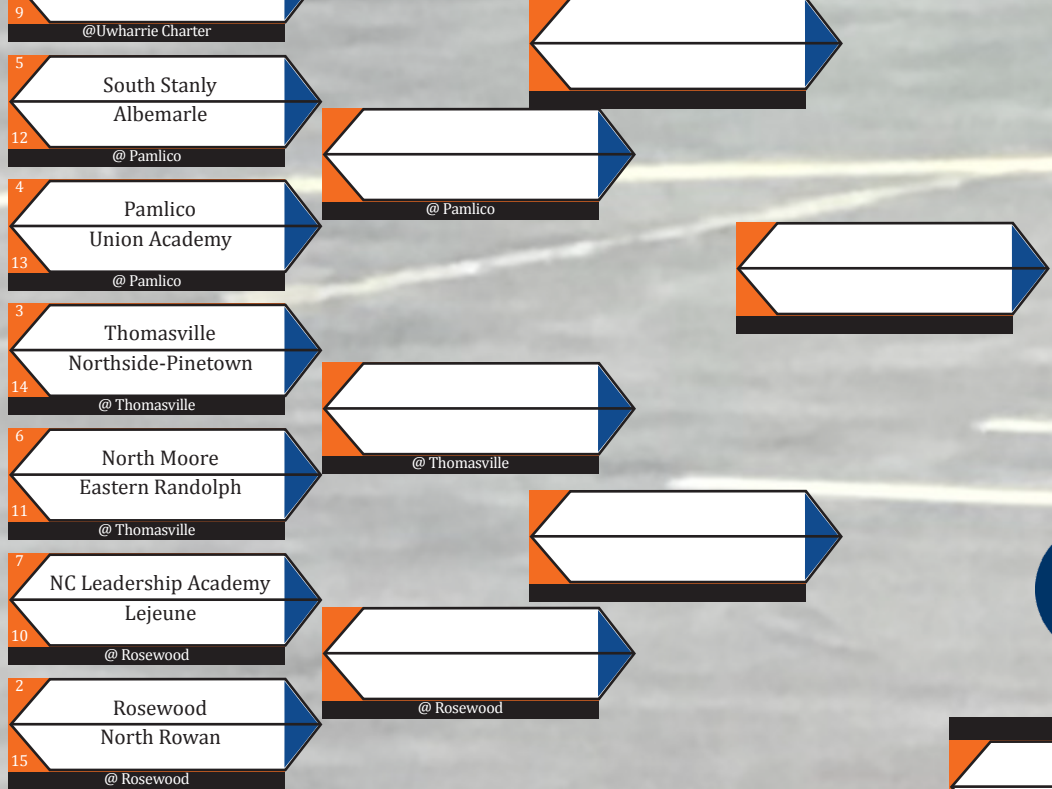 9
@Uwharrie Charter
5
South Stanly
Albemarle
12
@ Pamlico
4
Pamlico
Union Academy
13
@ Pamlico
3
Thomasville
Northside-Pinetown
14
@ Thomasville
6
North Moore
Eastern Randolph
11
@ Thomasville
7
NC Leadership Academy
Lejeune
10
@ Rosewood
2
Rosewood
North Rowan
15
@ Rosewood
@ Pamlico
@ Thomasville
@ Rosewood